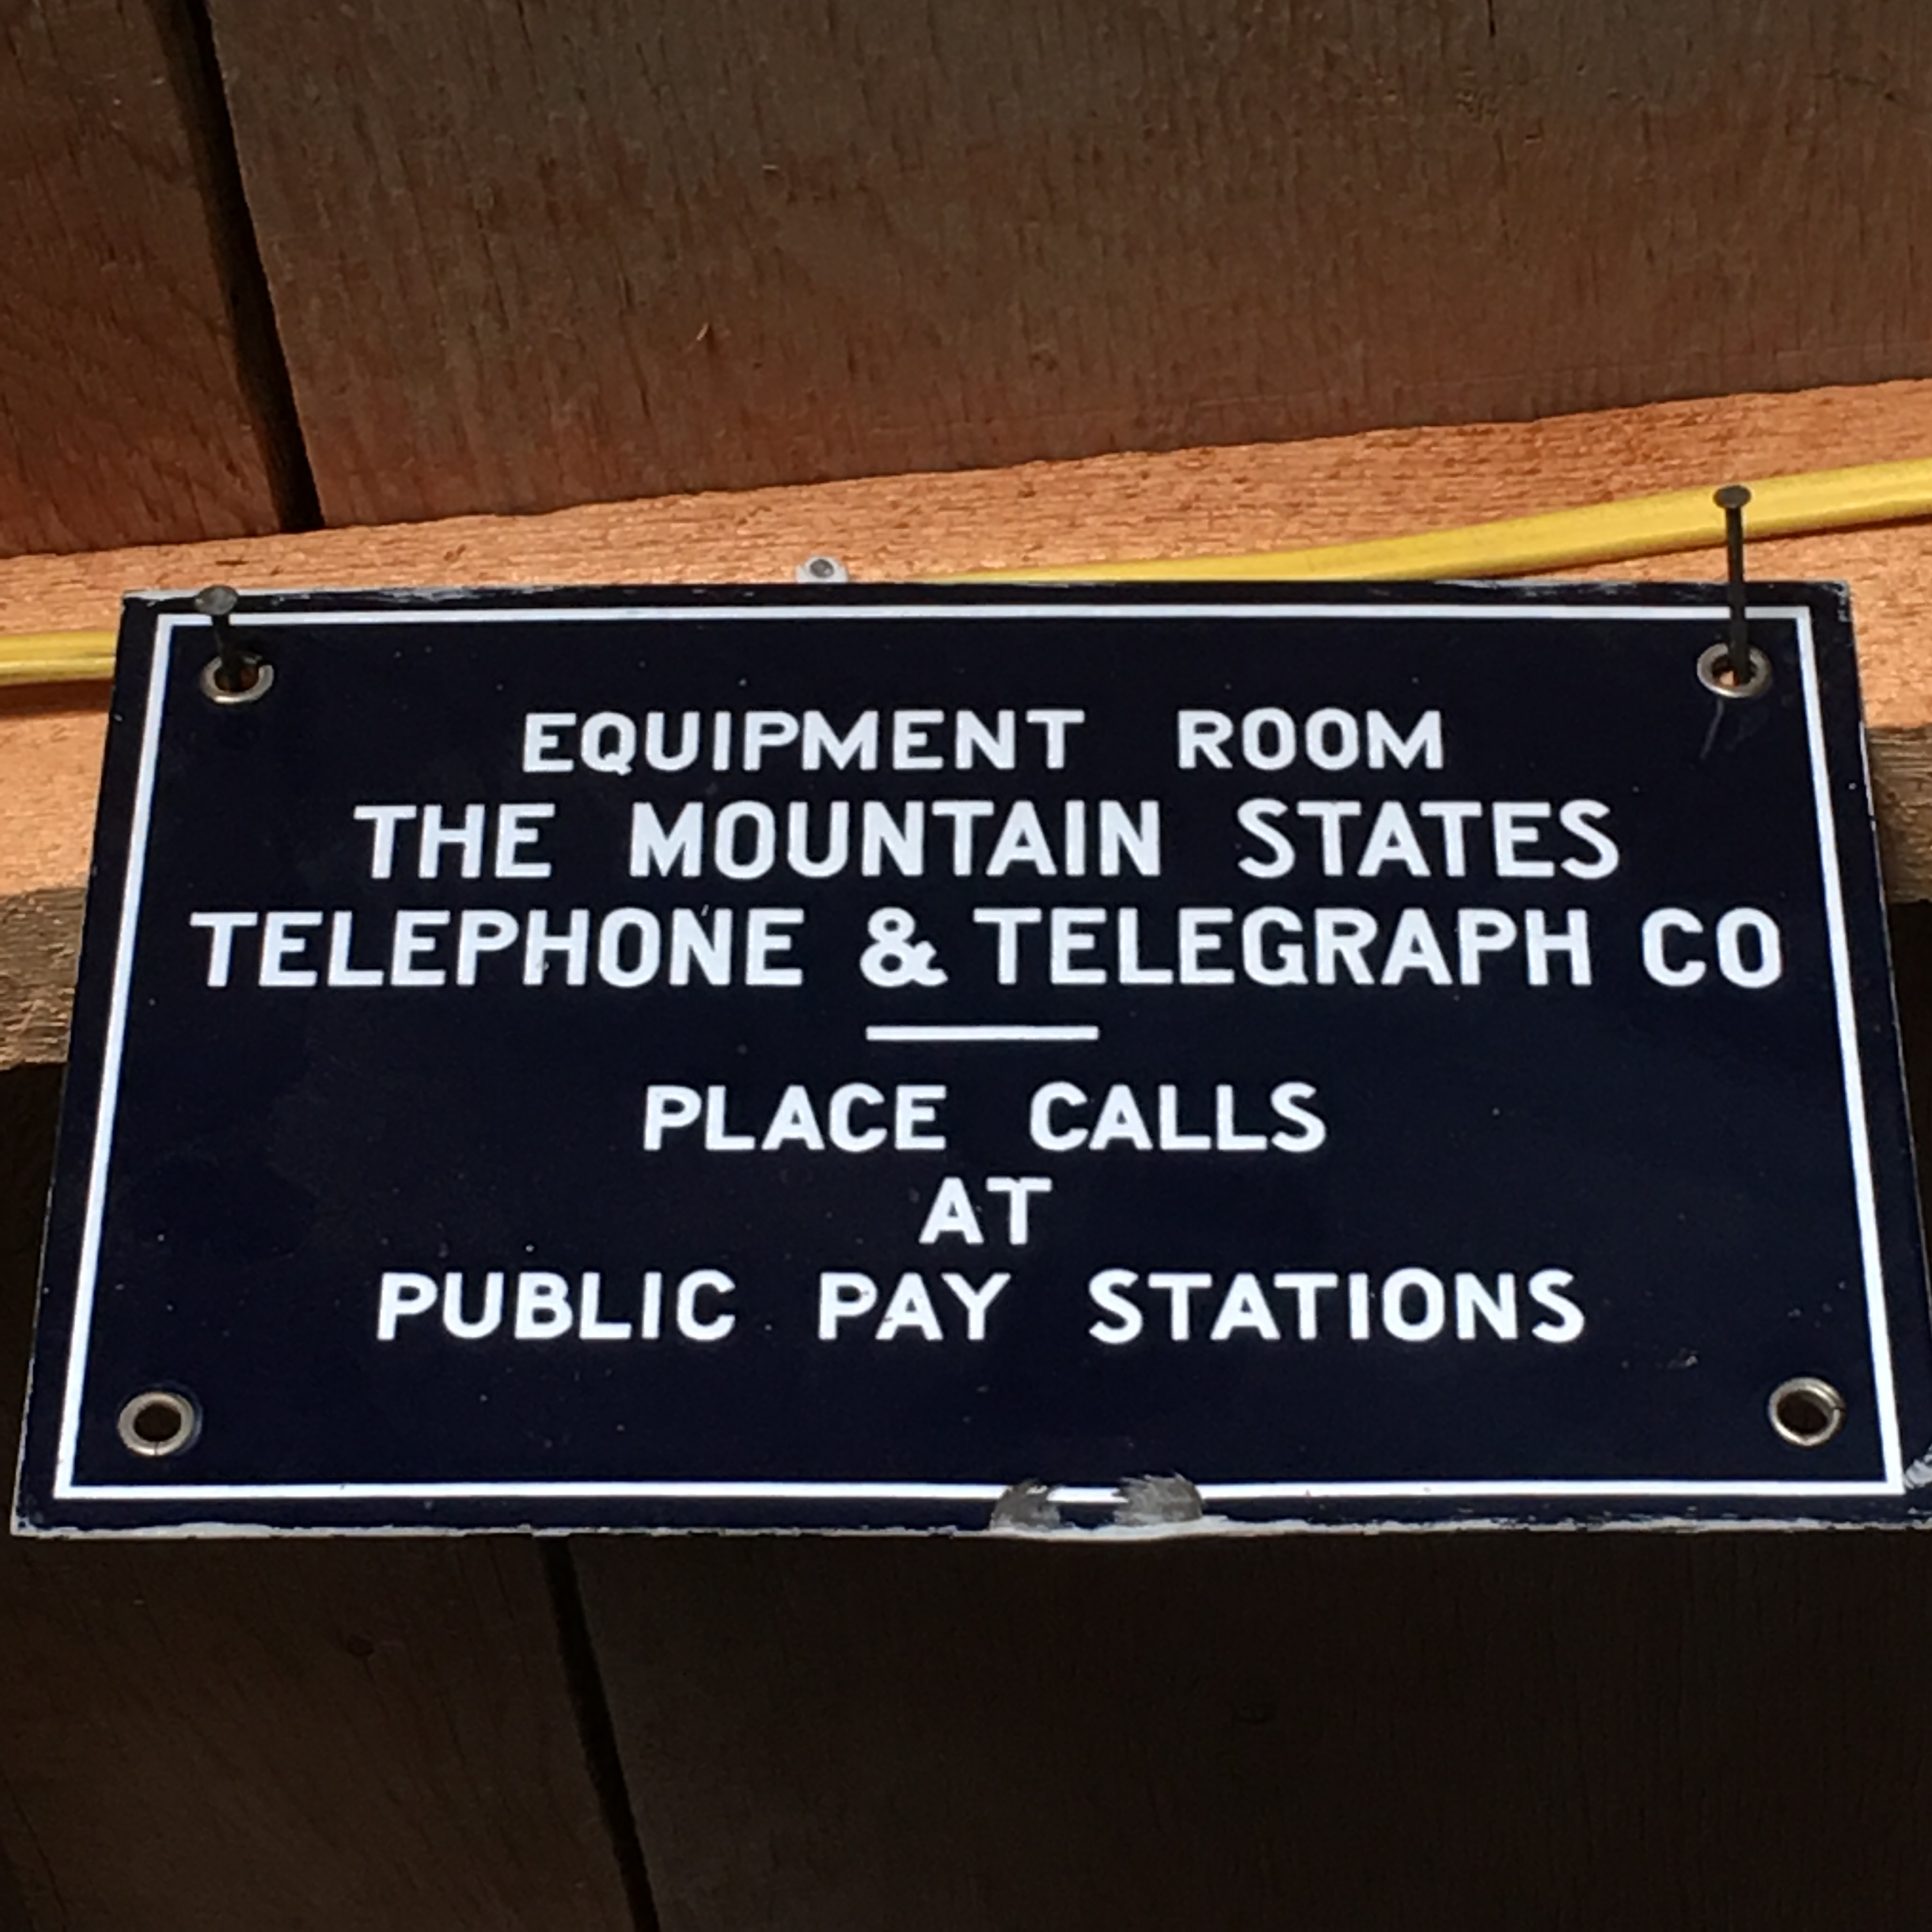 EQUIPMENT ROOM
THE MOUNTAIN STATES
TELEPHONE & TELEGRAPH CO
PLACE CALLS
AT
PUBLIC PAY STATIONS